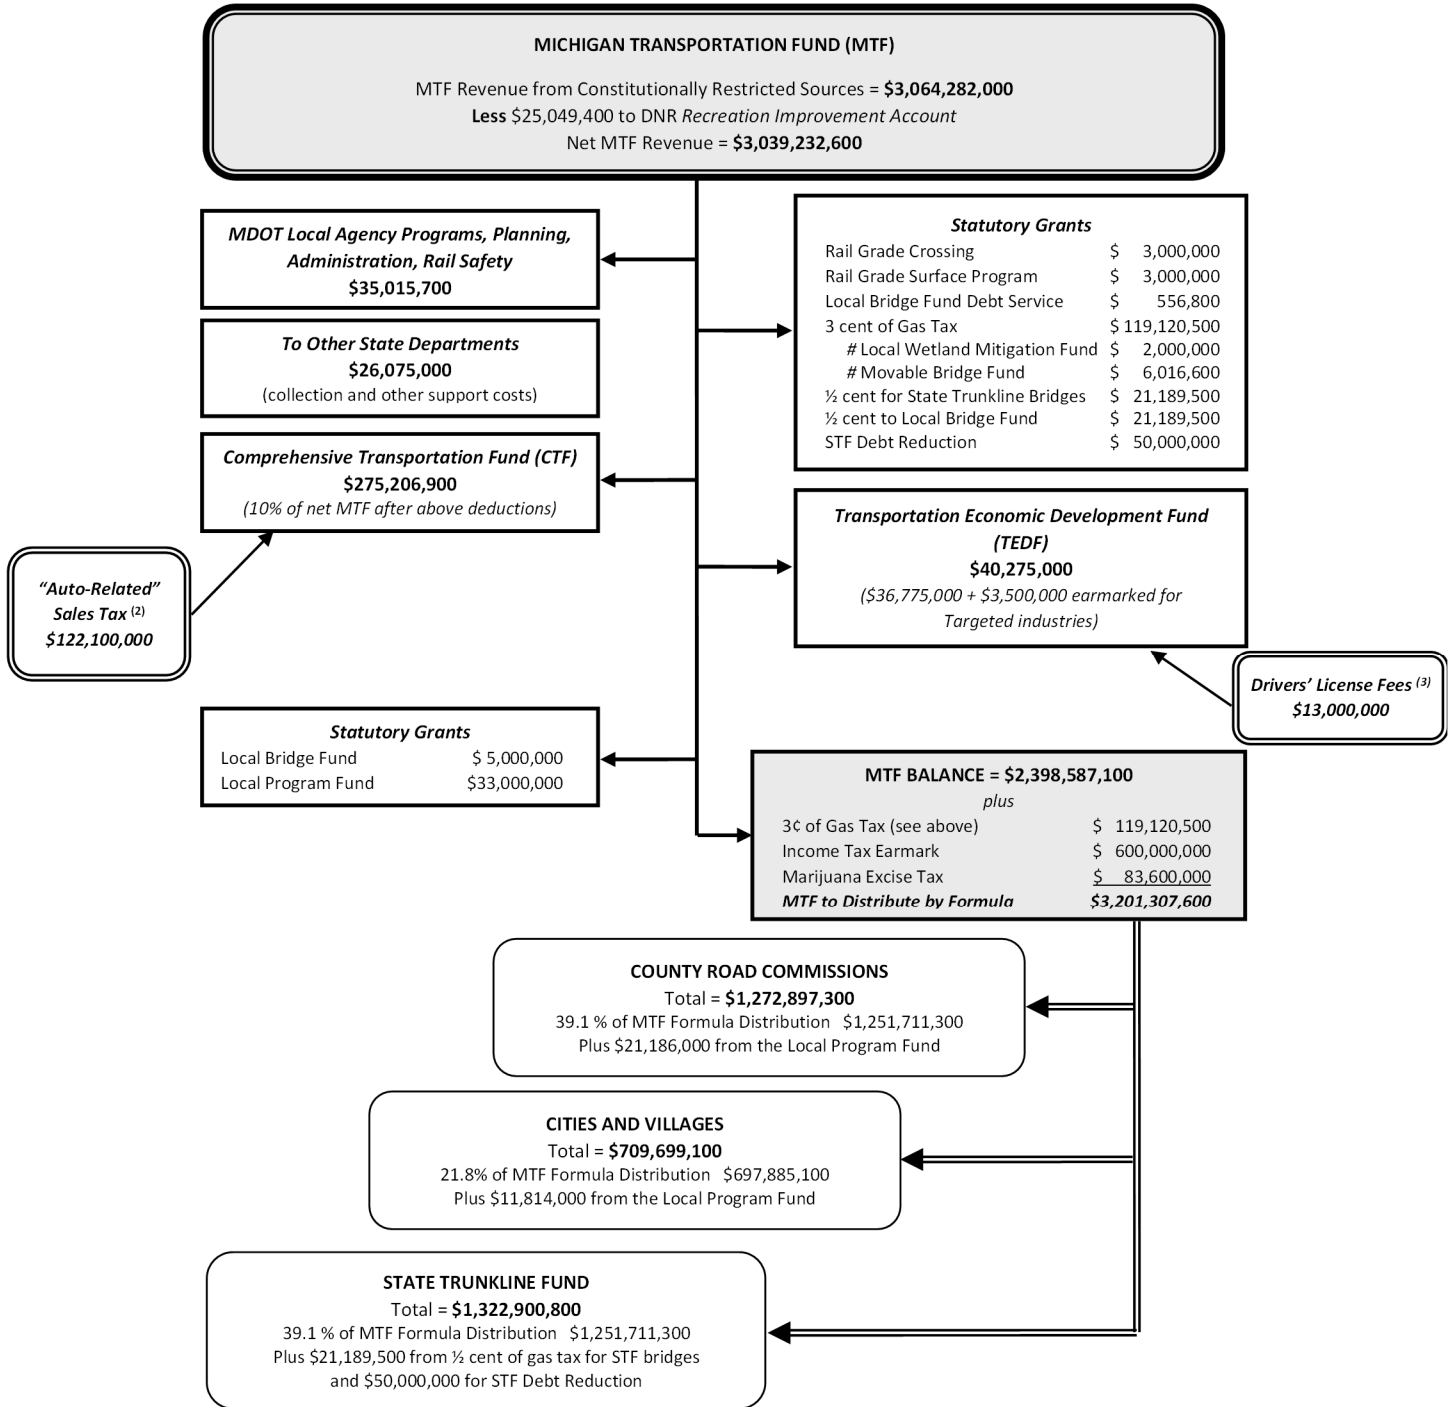 MICHIGAN TRANSPORTATION FUND (MTF)
MTF Revenue from Constitutionally Restricted Sources = $3,064,282,000
Less $25,049,400 to DNR Recreation Improvement Account
Net MTF Revenue = $3,039,232,600
MDOT Local Agency Programs, Planning,
Administration, Rail Safety
$35,015,700
To Other State Departments
$26,075,000
(collection and other support costs)
Comprehensive Transportation Fund (CTF)
$275,206,900
(10% of net MTF after above deductions)
“Auto-Related”
Sales Tax (2)
$122,100,000
Statutory Grants
Rail Grade Crossing $ 3,000,000
Rail Grade Surface Program $ 3,000,000
Local Bridge Fund Debt Service $ 556,800
3 cent of Gas Tax $ 119,120,500
# Local Wetland Mitigation Fund $ 2,000,000
# Movable Bridge Fund $ 6,016,600
½ cent for State Trunkline Bridges $ 21,189,500
½ cent to Local Bridge Fund $ 21,189,500
STF Debt Reduction $ 50,000,000
Transportation Economic Development Fund
(TEDF)
$40,275,000
($36,775,000 + $3,500,000 earmarked for
Targeted industries)
Drivers’ License Fees (3)
$13,000,000
Statutory Grants
Local Bridge Fund $ 5,000,000
Local Program Fund $33,000,000
MTF BALANCE = $2,398,587,100
plus
3¢ of Gas Tax (see above) $ 119,120,500
Income Tax Earmark $ 600,000,000
Marijuana Excise Tax $ 83,600,000
MTF to Distribute by Formula $3,201,307,600
COUNTY ROAD COMMISSIONS
Total = $1,272,897,300
39.1 % of MTF Formula Distribution $1,251,711,300
Plus $21,186,000 from the Local Program Fund
CITIES AND VILLAGES
Total = $709,699,100
21.8% of MTF Formula Distribution $697,885,100
Plus $11,814,000 from the Local Program Fund
STATE TRUNKLINE FUND
Total = $1,322,900,800
39.1 % of MTF Formula Distribution $1,251,711,300
Plus $21,189,500 from ½ cent of gas tax for STF bridges
and $50,000,000 for STF Debt Reduction